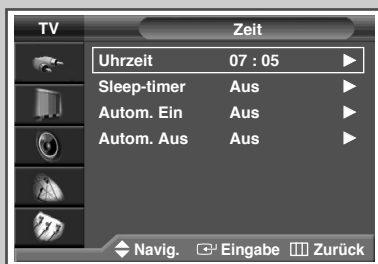 TV Zeit
Uhrzeit 07 : 05
Sleep-timer Aus
Autom. Ein Aus
Autom. Aus Aus
Navig. Eingabe Zurück